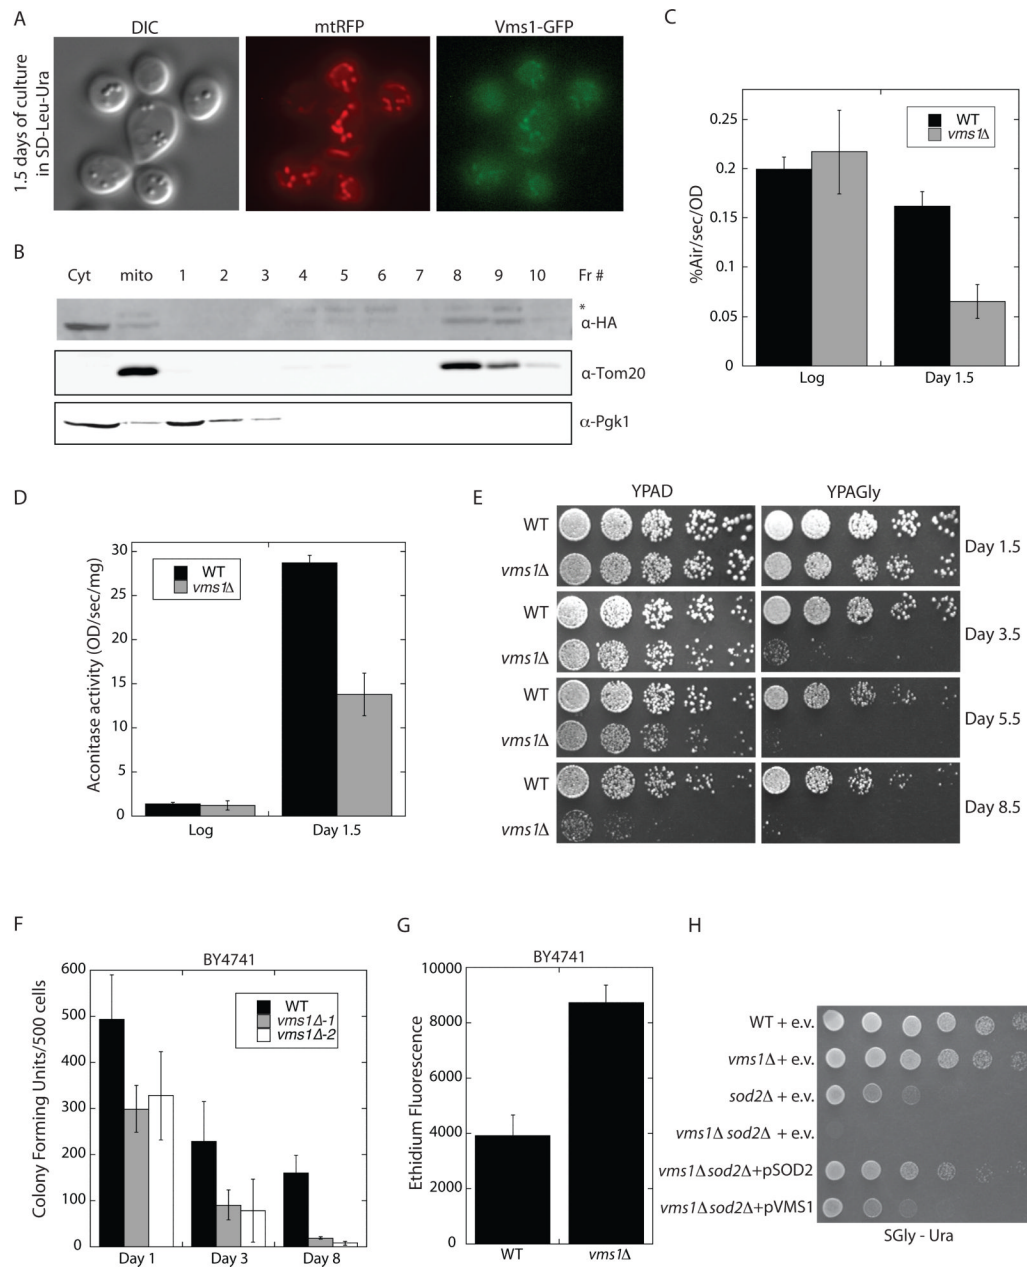 A
DIC
mtRFP
Vms1-GFP
1.5 days of culture
in SD-Leu-Ura
B
Cyt mito 1 2 3 4 5 6 7 8 9 10 Fr #
*
α-HA
α-Tom20
α-Pgk1
C
WT
vms1Δ
%Air/sec/OD
0.25
0.2
0.15
0.1
0.05
0
Log
Day 1.5
D
WT
vms1Δ
Aconitase activity (OD/sec/mg)
30
25
20
15
10
5
0
Log
Day 1.5
E
YPAD
YPAGly
WT
vms1Δ
Day 1.5
WT
vms1Δ
Day 3.5
WT
vms1Δ
Day 5.5
WT
vms1Δ
Day 8.5
F
BY4741
WT
vms1Δ-1
vms1Δ-2
Colony Forming Units/500 cells
600
500
400
300
200
100
0
Day 1
Day 3
Day 8
G
BY4741
Ethidium Fluorescence
10000
8000
6000
4000
2000
0
WT
vms1Δ
H
WT + e.v.
vms1Δ + e.v.
sod2Δ + e.v.
vms1Δ sod2Δ + e.v.
vms1Δ sod2Δ+pSOD2
vms1Δ sod2Δ+pVMS1
SGly - Ura